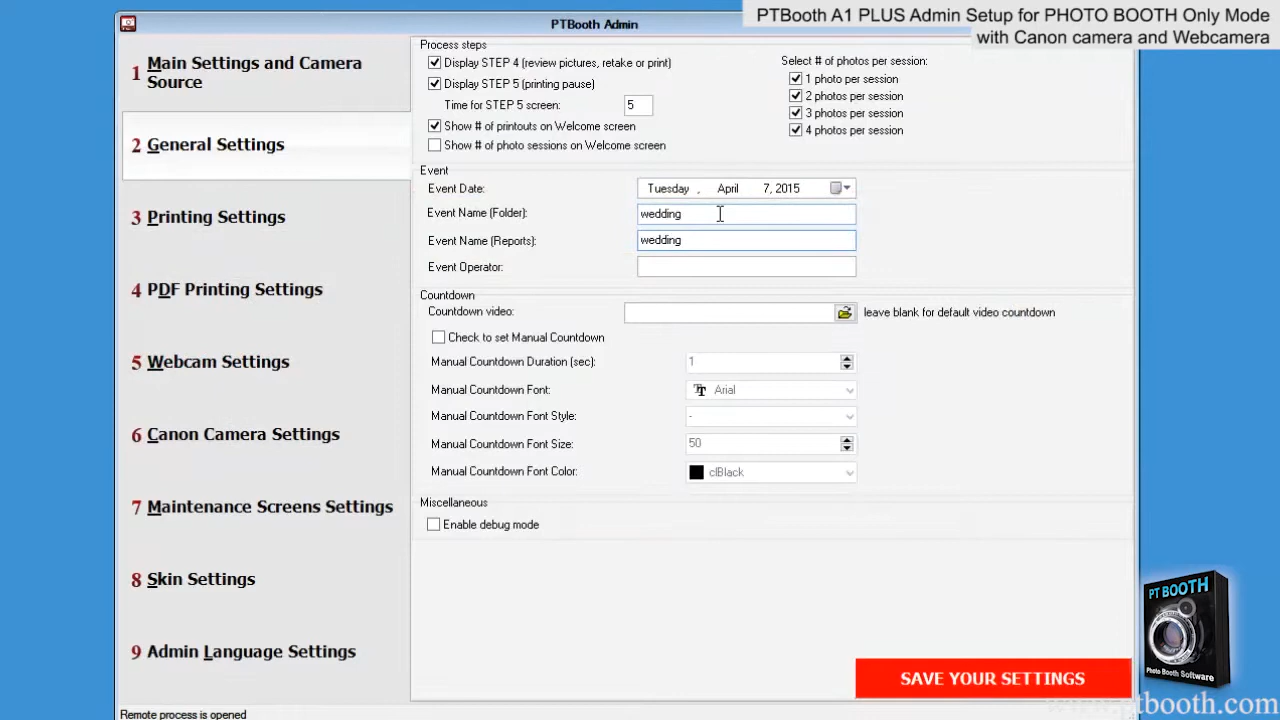 PTBooth A1 PLUS Admin Setup for PHOTO BOOTH Only Mode
with Canon camera and Webcamera
PTBooth Admin
1 Main Settings and Camera
Source
2 General Settings
3 Printing Settings
4 PDF Printing Settings
5 Webcam Settings
6 Canon Camera Settings
7 Maintenance Screens Settings
8 Skin Settings
9 Admin Language Settings
Process steps
Display STEP 4 (review pictures, retake or print)
Display STEP 5 (printing pause)
Time for STEP 5 screen: 5
Show # of printouts on Welcome screen
Show # of photo sessions on Welcome screen
Select # of photos per session:
1 photo per session
2 photos per session
3 photos per session
4 photos per session
Event
Event Date: Tuesday , April 7, 2015
Event Name (Folder): wedding
Event Name (Reports): wedding
Event Operator:
Countdown
Countdown video: leave blank for default video countdown
Check to set Manual Countdown
Manual Countdown Duration (sec): 1
Manual Countdown Font: Arial
Manual Countdown Font Style: -
Manual Countdown Font Size: 50
Manual Countdown Font Color: clBlack
Miscellaneous
Enable debug mode
SAVE YOUR SETTINGS
PT BOOTH
Photo Booth Software
www.ptbooth.com
Remote process is opened